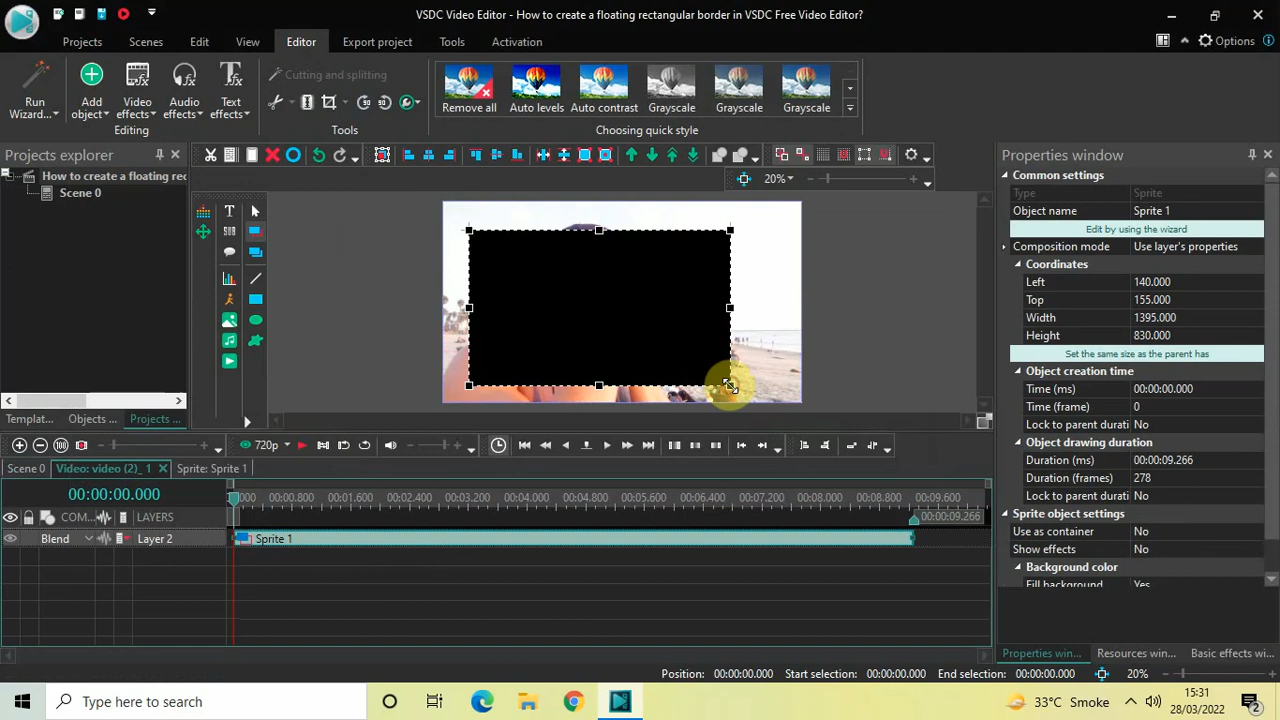 VSDC Video Editor - How to create a floating rectangular border in VSDC Free Video Editor?
Projects Scenes Edit View Editor Export project Tools Activation
Options
Run Wizard...
Add object
Video effects
Audio effects
Text effects
Editing
Cutting and splitting
Tools
Remove all Auto levels Auto contrast Grayscale Grayscale Grayscale
Choosing quick style
Projects explorer
How to create a floating rec
Scene 0
Templat... Objects ... Projects ...
20%
Properties window
Common settings
Type Sprite
Object name Sprite 1
Edit by using the wizard
Composition mode Use layer's properties
Coordinates
Left 140.000
Top 155.000
Width 1395.000
Height 830.000
Set the same size as the parent has
Object creation time
Time (ms) 00:00:00.000
Time (frame) 0
Lock to parent durati No
Object drawing duration
Duration (ms) 00:00:09.266
Duration (frames) 278
Lock to parent durati No
Sprite object settings
Use as container No
Show effects No
Background color
Fill background Yes
Properties win... Resources win... Basic effects wi...
720p
Scene 0 Video: video (2)_ 1 Sprite: Sprite 1
00:00:00.000
000 00:00.800 00:01.600 00:02.400 00:03.200 00:04.000 00:04.800 00:05.600 00:06.400 00:07.200 00:08.000 00:08.800 00:09.600
00:00:09.266
COM... LAYERS
Blend Layer 2
Sprite 1
Position: 00:00:00.000 Start selection: 00:00:00.000 End selection: 00:00:00.000 20%
Type here to search
33°C Smoke
15:31
28/03/2022
2